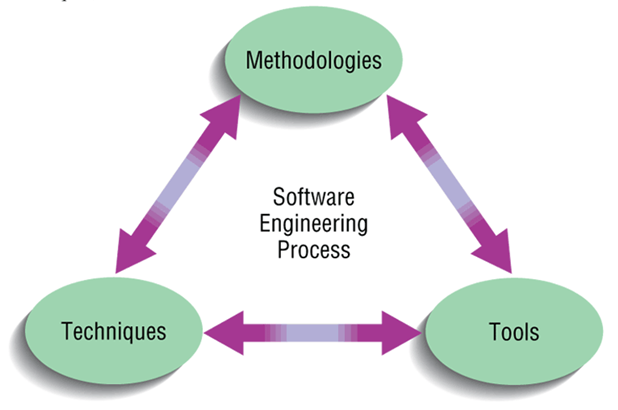 Methodologies
Software
Engineering
Process
Techniques
Tools